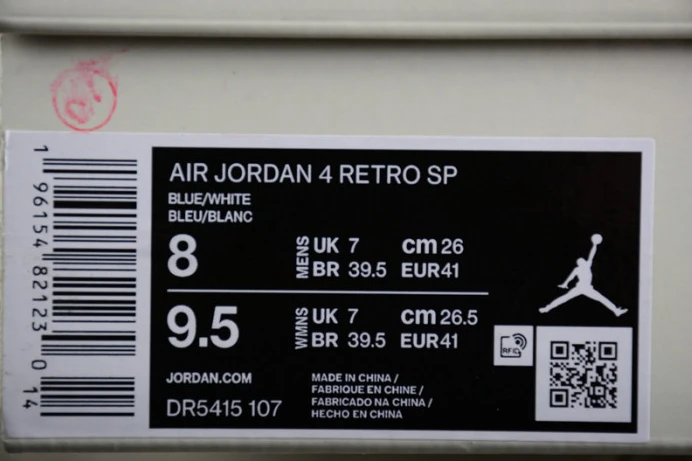 AIR JORDAN 4 RETRO SP
BLUE/WHITE
BLEU/BLANC
8
MENS
UK 7 cm 26
BR 39.5 EUR 41
9.5
WMNS
UK 7 cm 26.5
BR 39.5 EUR 41
RFID
JORDAN.COM
DR5415 107
MADE IN CHINA /
FABRIQUE EN CHINE /
FABRICADO NA CHINA /
HECHO EN CHINA
1 96154 82123 0 14